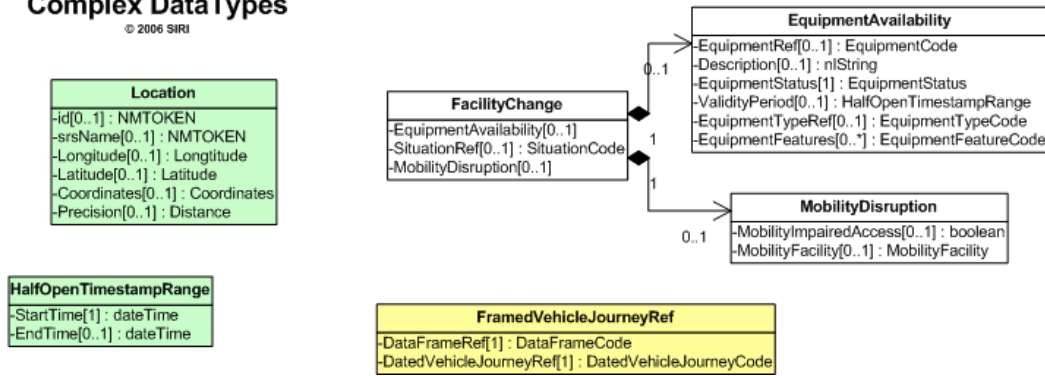 Complex DataTypes
© 2006 SIRI
EquipmentAvailability
-EquipmentRef[0..1] : EquipmentCode
-Description[0..1] : nlString
-EquipmentStatus[1] : EquipmentStatus
-ValidityPeriod[0..1] : HalfOpenTimestampRange
-EquipmentTypeRef[0..1] : EquipmentTypeCode
-EquipmentFeatures[0..*] : EquipmentFeatureCode
0..1
1
Location
-id[0..1] : NMTOKEN
-srsName[0..1] : NMTOKEN
-Longitude[0..1] : Longtitude
-Latitude[0..1] : Latitude
-Coordinates[0..1] : Coordinates
-Precision[0..1] : Distance
FacilityChange
-EquipmentAvailability[0..1]
-SituationRef[0..1] : SituationCode
-MobilityDisruption[0..1]
1
0..1
MobilityDisruption
-MobilityImpairedAccess[0..1] : boolean
-MobilityFacility[0..1] : MobilityFacility
HalfOpenTimestampRange
-StartTime[1] : dateTime
-EndTime[0..1] : dateTime
FramedVehicleJourneyRef
-DataFrameRef[1] : DataFrameCode
-DatedVehicleJourneyRef[1] : DatedVehicleJourneyCode